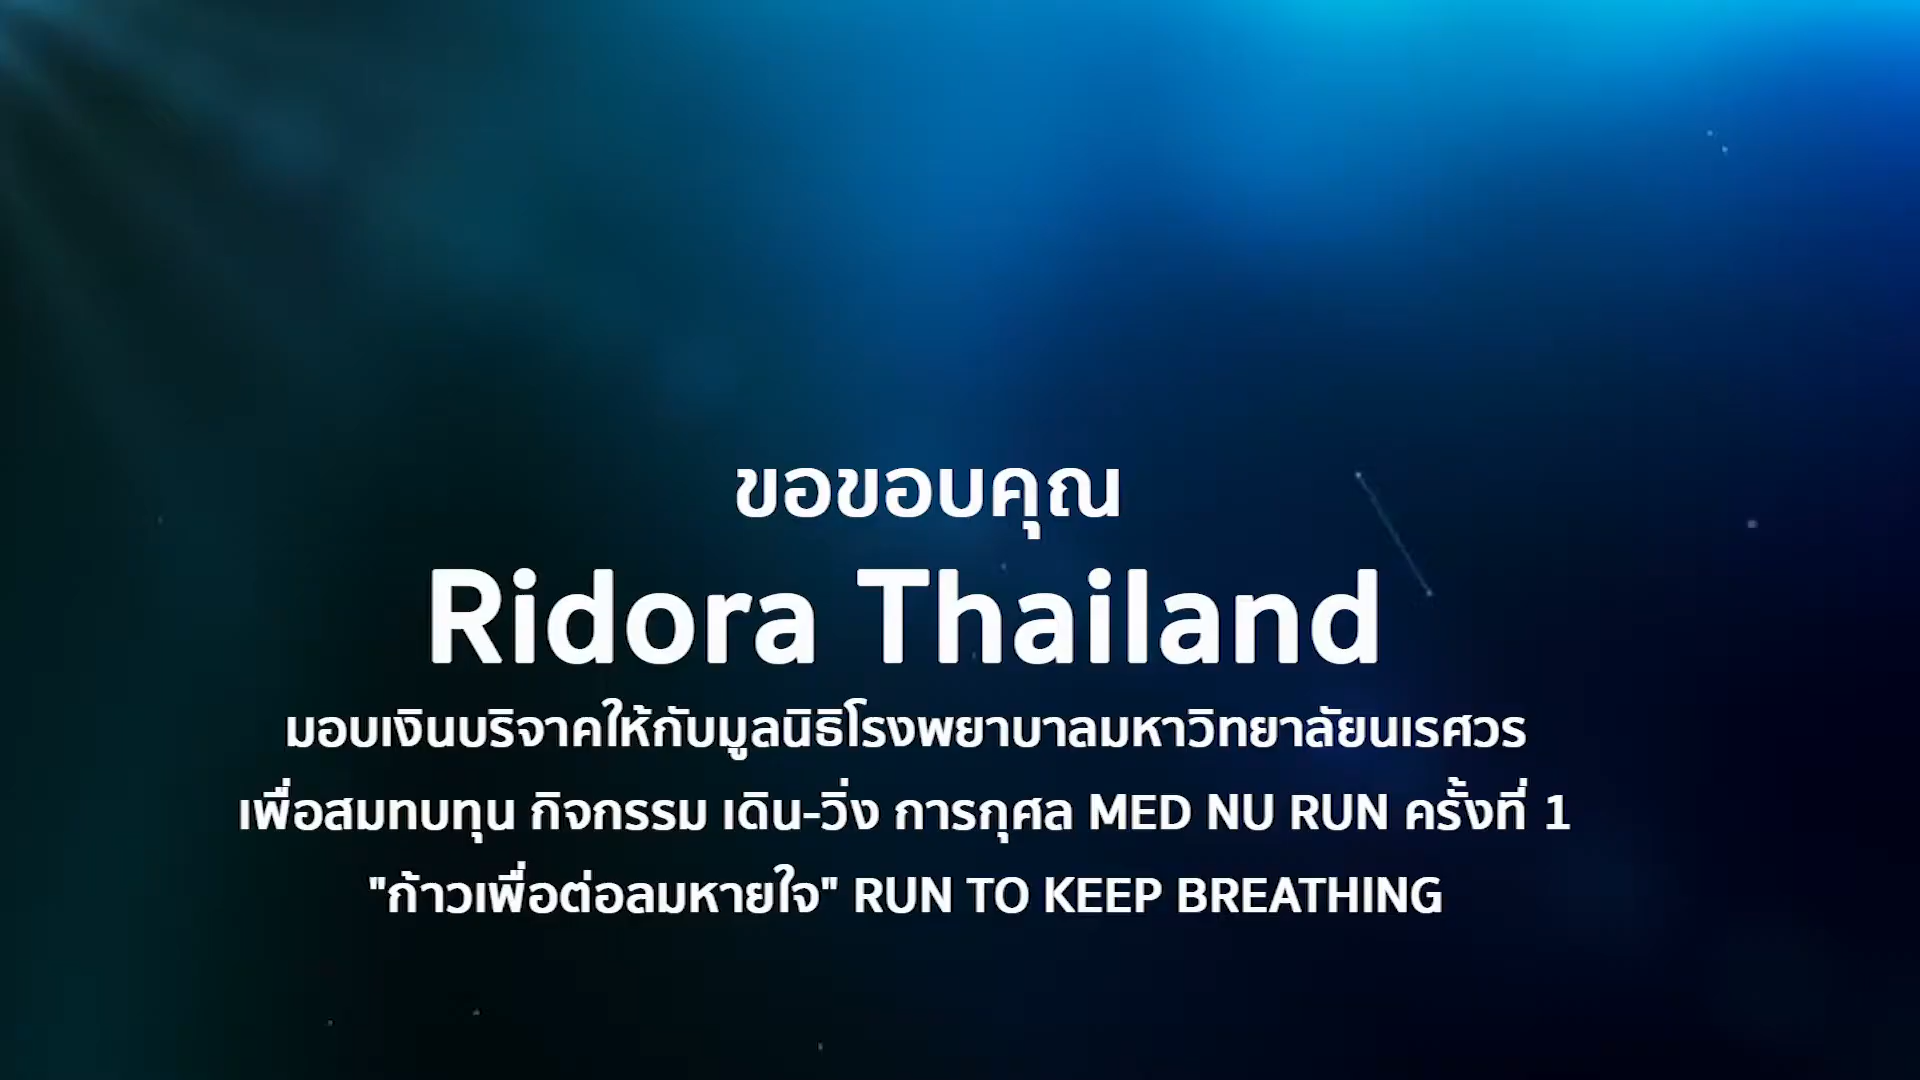 ขอขอบคุณ
Ridora Thailand
มอบเงินบริจาคให้กับมูลนิธิโรงพยาบาลมหาวิทยาลัยนเรศวร
เพื่อสมทบทุน กิจกรรม เดิน-วิ่ง การกุศล MED NU RUN ครั้งที่ 1
"ก้าวเพื่อต่อลมหายใจ" RUN TO KEEP BREATHING